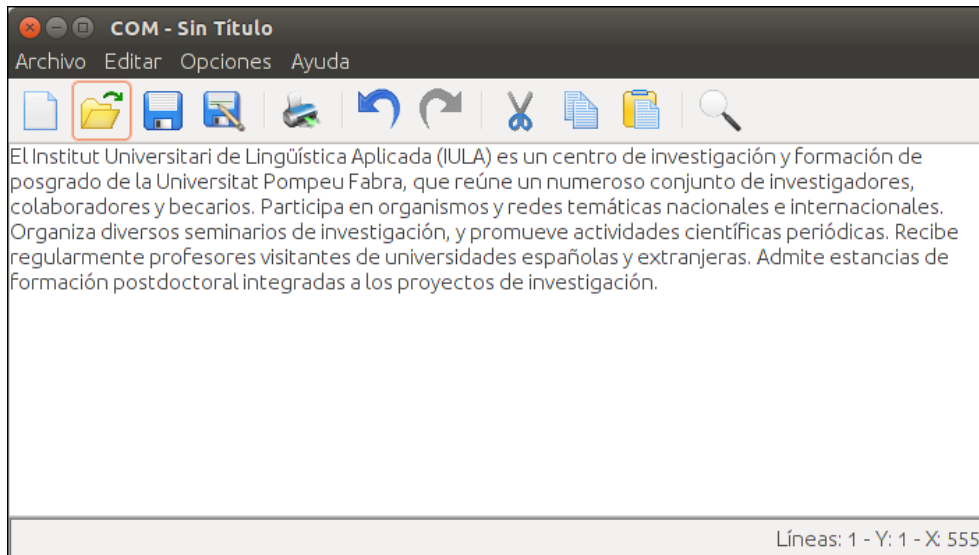 COM - Sin Título
Archivo Editar Opciones Ayuda
El Institut Universitari de Lingüística Aplicada (IULA) es un centro de investigación y formación de
posgrado de la Universitat Pompeu Fabra, que reúne un numeroso conjunto de investigadores,
colaboradores y becarios. Participa en organismos y redes temáticas nacionales e internacionales.
Organiza diversos seminarios de investigación, y promueve actividades científicas periódicas. Recibe
regularmente profesores visitantes de universidades españolas y extranjeras. Admite estancias de
formación postdoctoral integradas a los proyectos de investigación.
Líneas: 1 - Y: 1 - X: 555